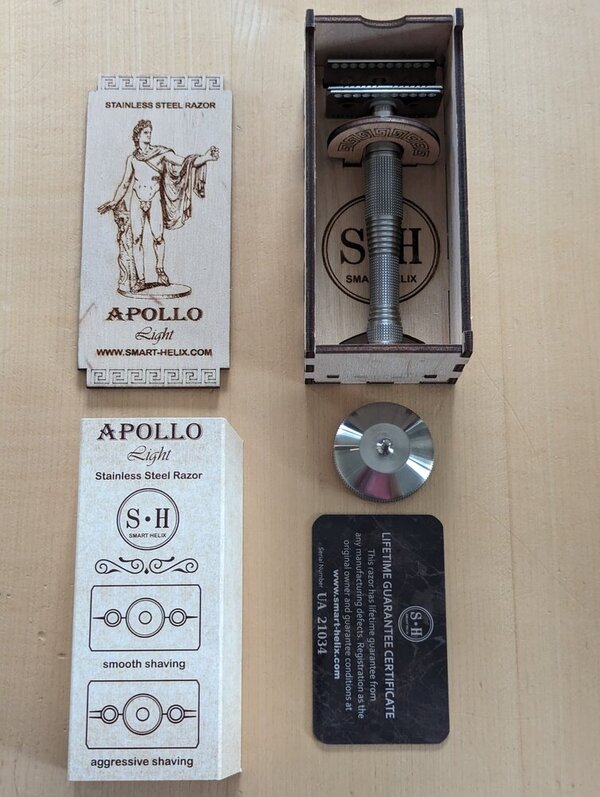 STAINLESS STEEL RAZOR
APOLLO
Light
WWW.SMART-HELIX.COM
S H
SMA HELIX
APOLLO
Light
Stainless Steel Razor
S•H
SMART HELIX
smooth shaving
aggressive shaving
S•H
LIFETIME GUARANTEE CERTIFICATE
This razor has lifetime guarantee from
any manufacturing defects. Registration as the
original owner and guarantee conditions at
www.smart-helix.com
Serial Number UA 21034